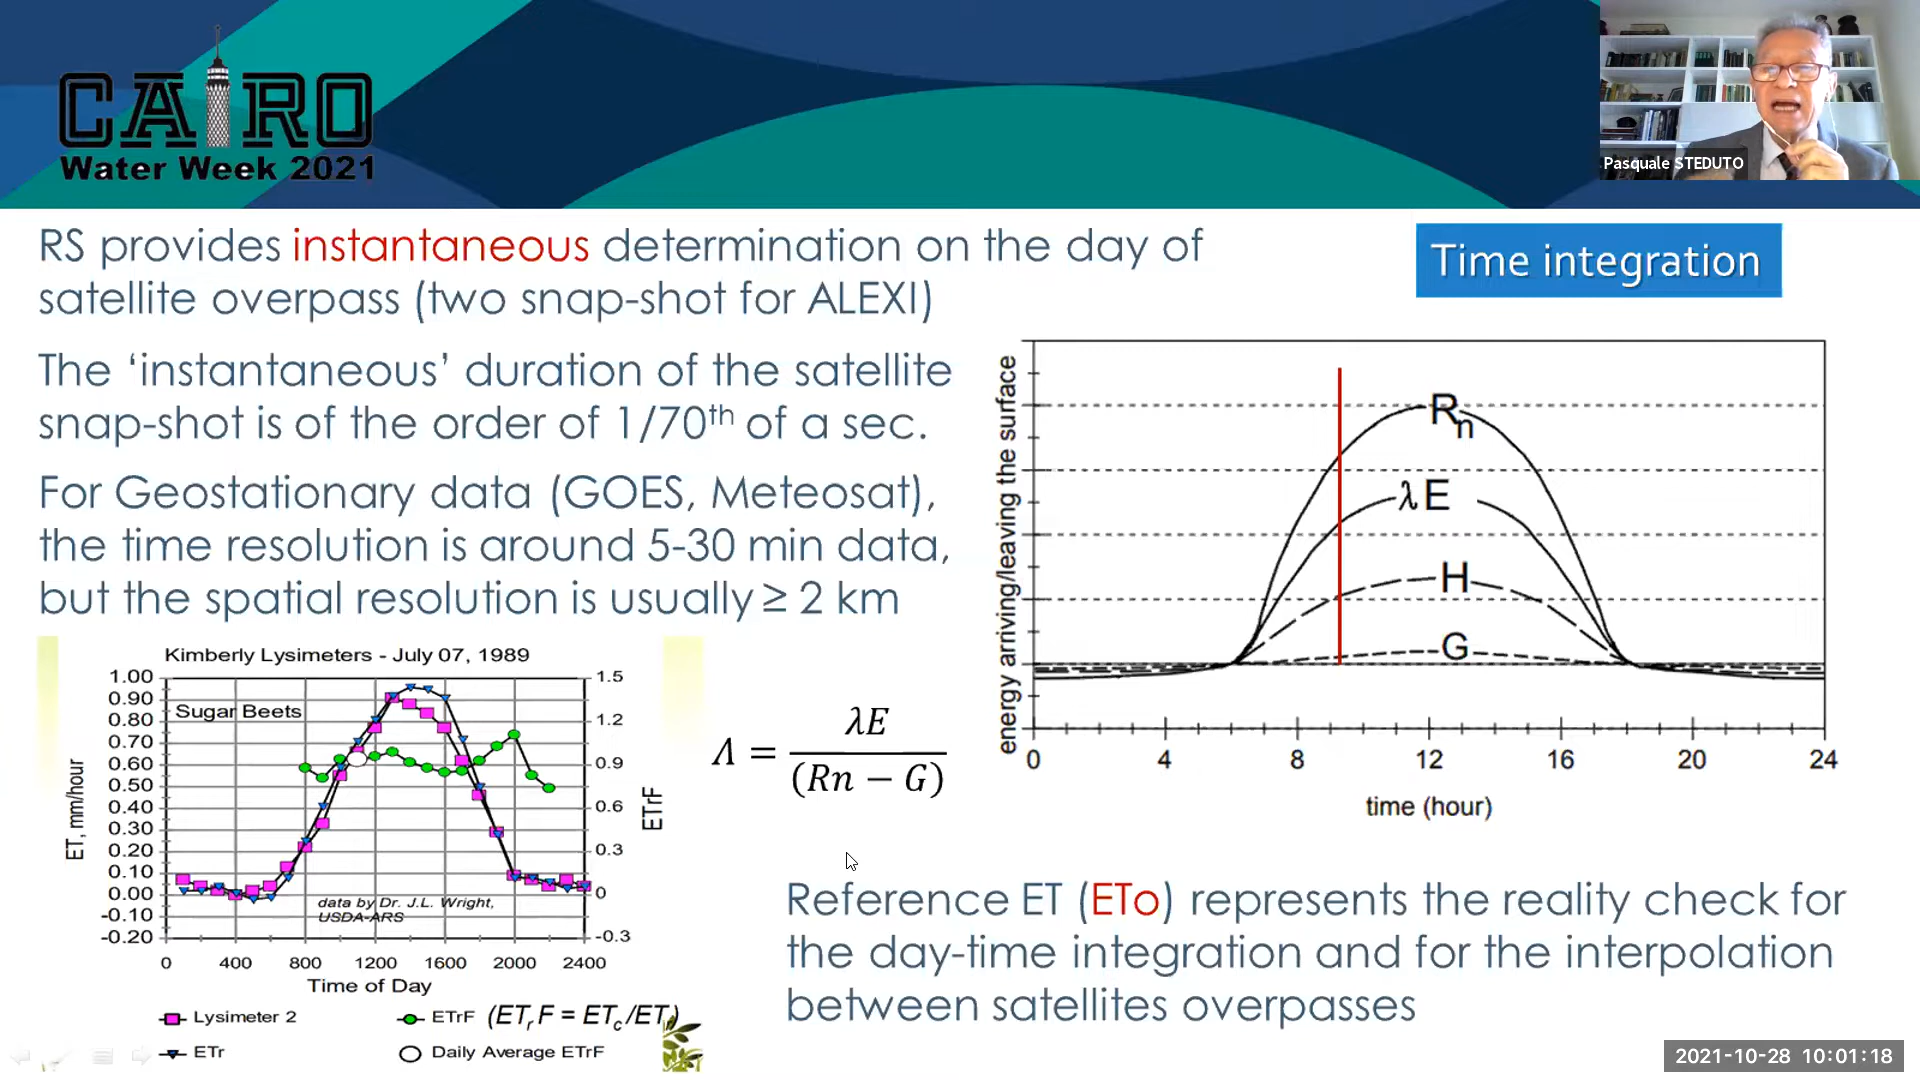 CAIRO
Water Week 2021
Pasquale STEDUTO
RS provides instantaneous determination on the day of
satellite overpass (two snap-shot for ALEXI)
Time integration
The ‘instantaneous’ duration of the satellite
snap-shot is of the order of 1/70th of a sec.
For Geostationary data (GOES, Meteosat),
the time resolution is around 5-30 min data,
but the spatial resolution is usually ≥ 2 km
energy arriving/leaving the surface
Rn
λE
H
G
0 4 8 12 16 20 24
time (hour)
Kimberly Lysimeters - July 07, 1989
Sugar Beets
ET, mm/hour
1.00
0.90
0.80
0.70
0.60
0.50
0.40
0.30
0.20
0.10
0.00
-0.10
-0.20
1.5
1.2
0.9
0.6
0.3
0
-0.3
ETrF
data by Dr. J.L. Wright,
USDA-ARS
0 400 800 1200 1600 2000 2400
Time of Day
Lysimeter 2
ETrF (ETrF = ETc/ETr)
ETr
Daily Average ETrF
Λ = λE / (Rn − G)
Reference ET (ETo) represents the reality check for
the day-time integration and for the interpolation
between satellites overpasses
2021-10-28 10:01:18